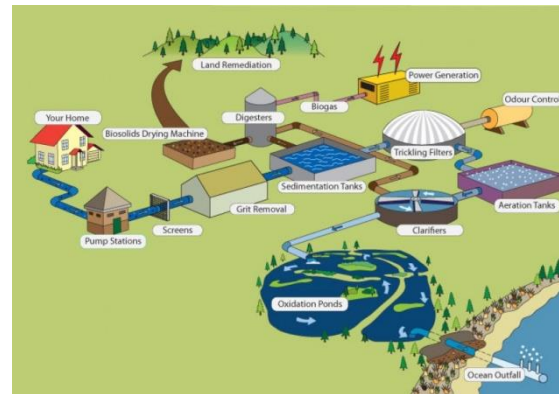 Land Remediation
Power Generation
Your Home
Digesters
Biogas
Odour Control
Biosolids Drying Machine
Trickling Filters
Sedimentation Tanks
Grit Removal
Aeration Tanks
Pump Stations
Screens
Clarifiers
Oxidation Ponds
Ocean Outfall